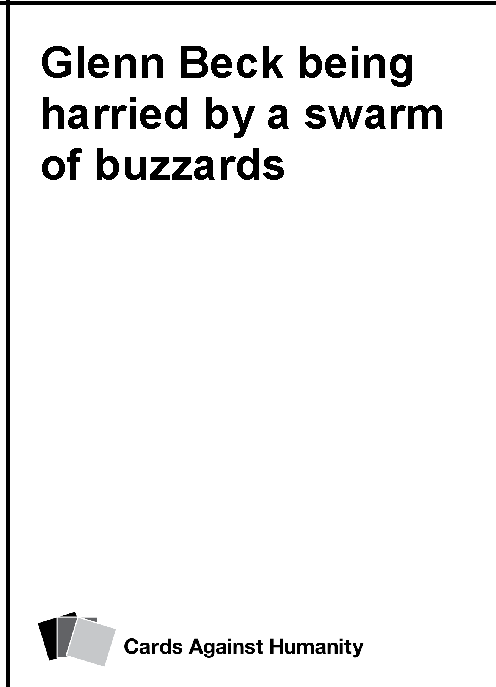 Glenn Beck being
harried by a swarm
of buzzards
Cards Against Humanity